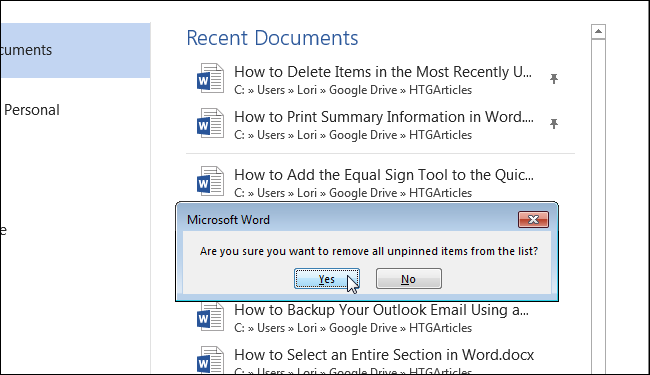 Recent Documents
cuments
How to Delete Items in the Most Recently U...
C: » Users » Lori » Google Drive » HTGArticles
Personal
How to Print Summary Information in Word....
C: » Users » Lori » Google Drive » HTGArticles
How to Add the Equal Sign Tool to the Quic...
C: » Users » Lori » Google Drive » HTGArticles
e
Microsoft Word
Are you sure you want to remove all unpinned items from the list?
Yes
No
How to Backup Your Outlook Email Using a...
C: » Users » Lori » Google Drive » HTGArticles
How to Select an Entire Section in Word.docx
C: » Users » Lori » Google Drive » HTGArticles